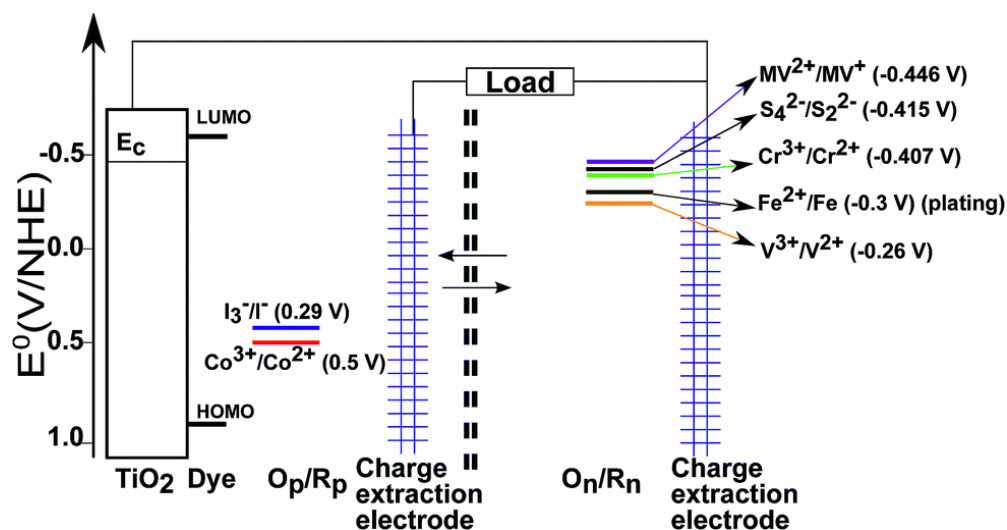 Load
MV²⁺/MV⁺ (-0.446 V)
S₄²⁻/S₂²⁻ (-0.415 V)
Cr³⁺/Cr²⁺ (-0.407 V)
Fe²⁺/Fe (-0.3 V) (plating)
V³⁺/V²⁺ (-0.26 V)
LUMO
E_C
E⁰(V/NHE)
-0.5
0.0
0.5
1.0
I₃⁻/I⁻ (0.29 V)
Co³⁺/Co²⁺ (0.5 V)
HOMO
TiO₂ Dye
Oₚ/Rₚ
Charge
extraction
electrode
Oₙ/Rₙ
Charge
extraction
electrode